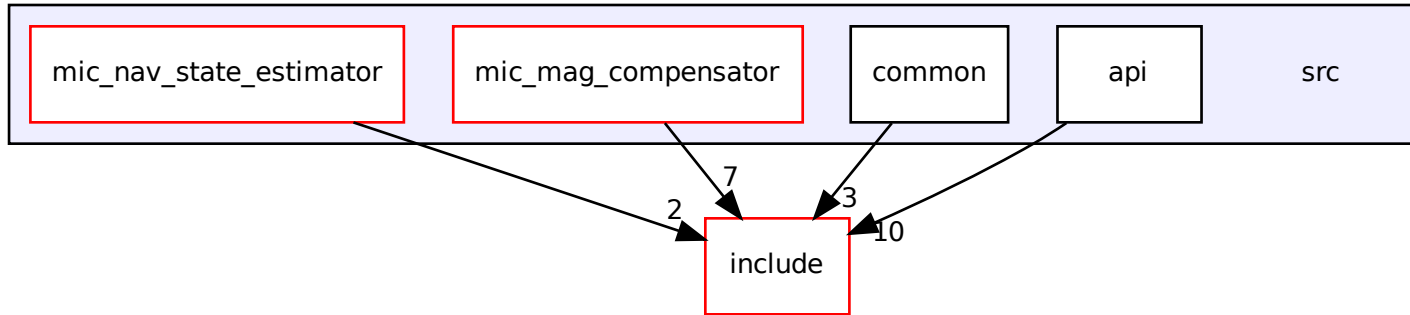 mic_nav_state_estimator
mic_mag_compensator
common
api
src
2
7
3
10
include